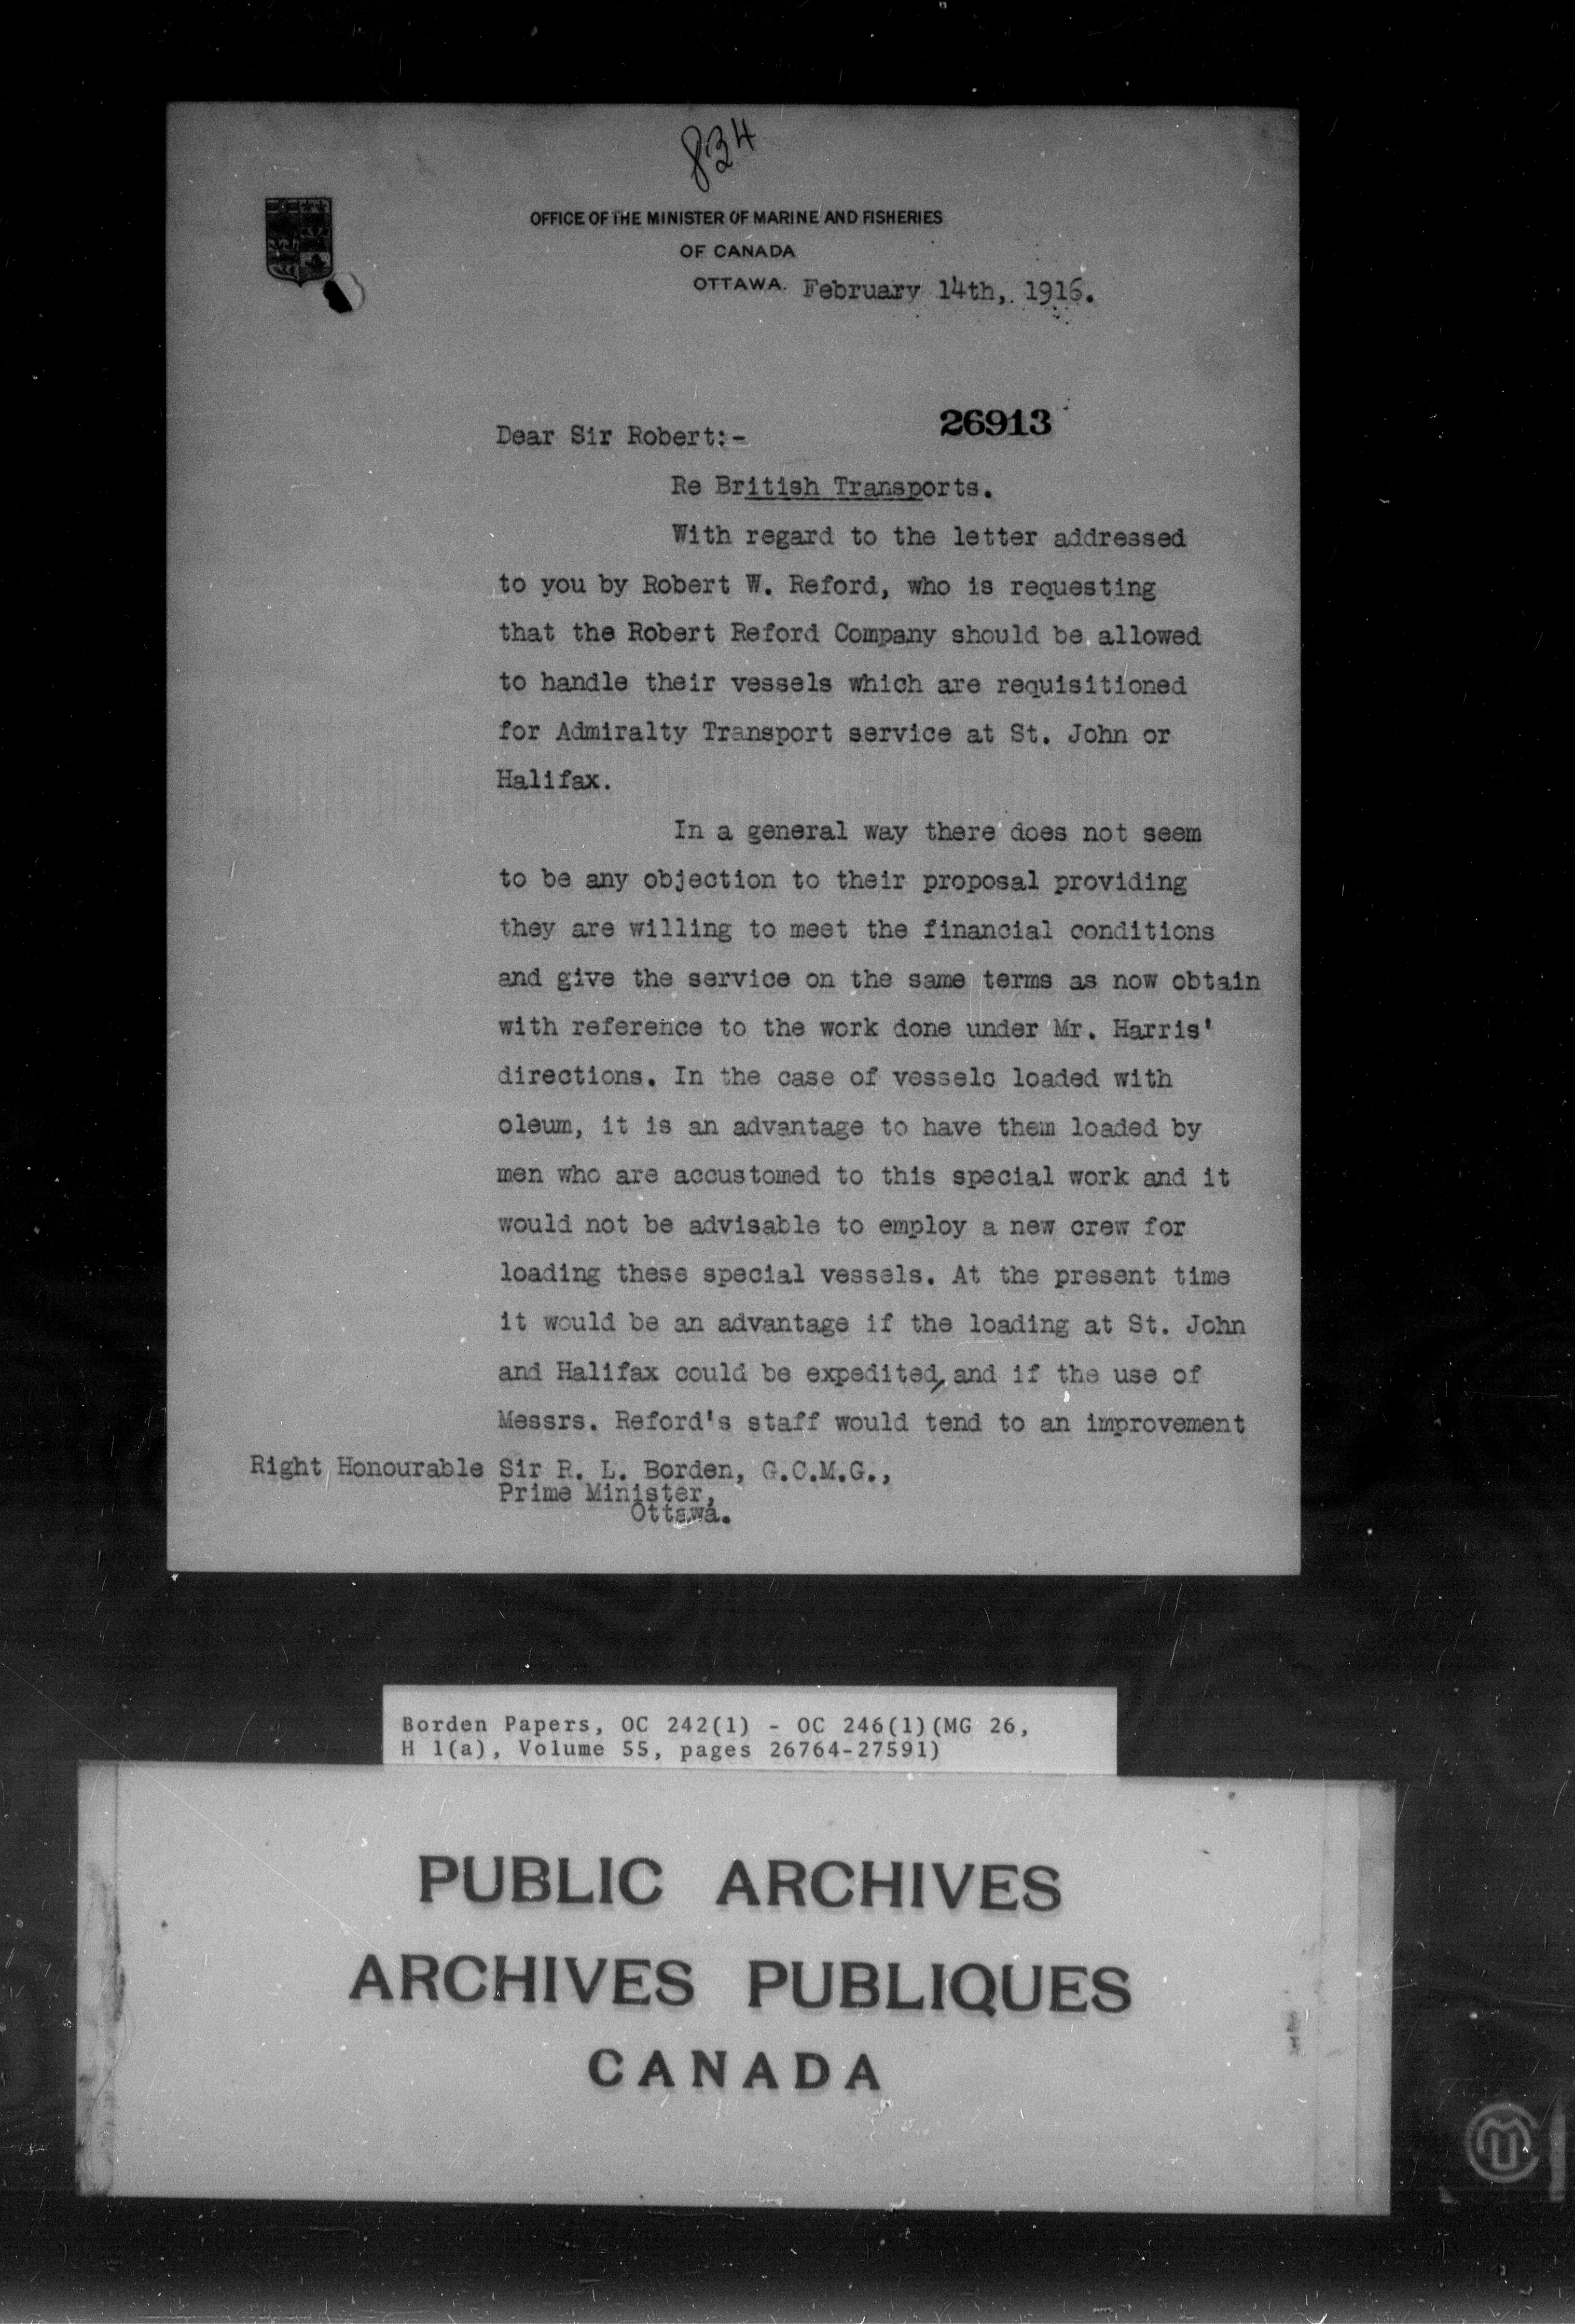 834
OFFICE OF THE MINISTER OF MARINE AND FISHERIES
OF CANADA
OTTAWA. February 14th, 1916.
26913
Dear Sir Robert:-
Re British Transports.
With regard to the letter addressed
to you by Robert W. Reford, who is requesting
that the Robert Reford Company should be allowed
to handle their vessels which are requisitioned
for Admiralty Transport service at St. John or
Halifax.
In a general way there does not seem
to be any objection to their proposal providing
they are willing to meet the financial conditions
and give the service on the same terms as now obtain
with reference to the work done under Mr. Harris'
directions. In the case of vessels loaded with
oleum, it is an advantage to have them loaded by
men who are accustomed to this special work and it
would not be advisable to employ a new crew for
loading these special vessels. At the present time
it would be an advantage if the loading at St. John
and Halifax could be expedited, and if the use of
Messrs. Reford's staff would tend to an improvement
Right Honourable Sir R. L. Borden, G.C.M.G.,
Prime Minister,
Ottawa.
Borden Papers, OC 242(1) - OC 246(1)(MG 26,
H 1(a), Volume 55, pages 26764-27591)
PUBLIC ARCHIVES
ARCHIVES PUBLIQUES
CANADA